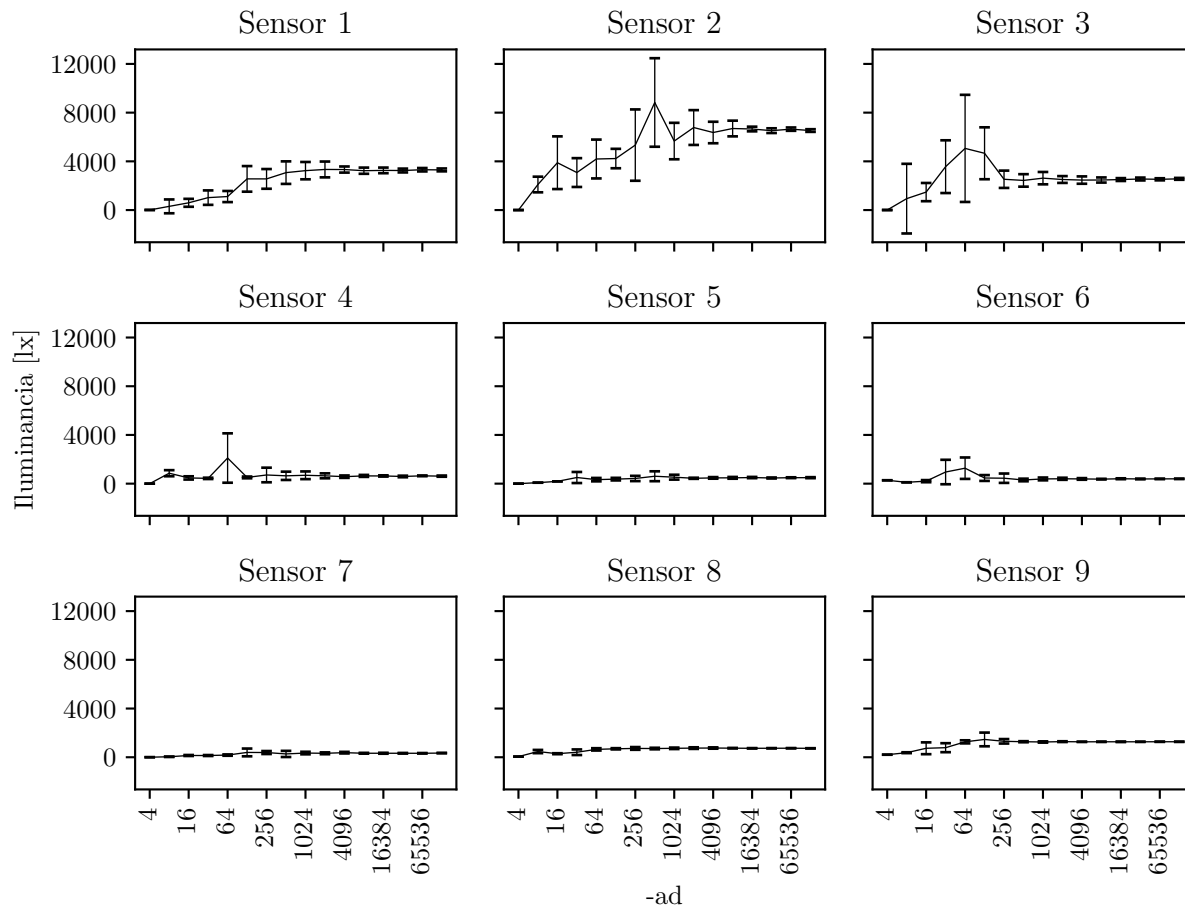 Sensor 1
Sensor 2
Sensor 3
12000
8000
4000
0
Sensor 4
Sensor 5
Sensor 6
12000
8000
4000
0
Iluminancia [lx]
Sensor 7
Sensor 8
Sensor 9
12000
8000
4000
0
4 16 64 256 1024 4096 16384 65536
4 16 64 256 1024 4096 16384 65536
4 16 64 256 1024 4096 16384 65536
-ad